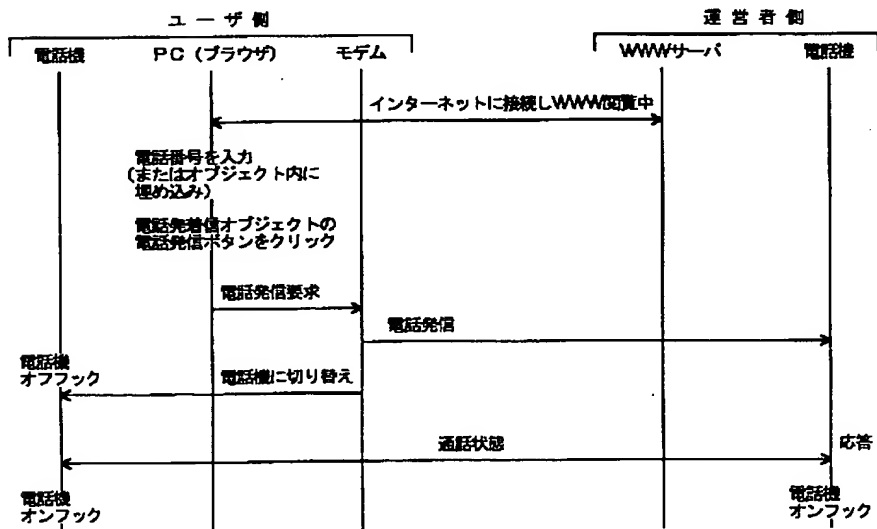 ユーザ側
運営者側
電話機
PC(ブラウザ)
モデム
WWWサーバ
電話機
インターネットに接続しWWW閲覧中
電話番号を入力
(またはオブジェクト内に
埋め込み)
電話発着信オブジェクトの
電話発信ボタンをクリック
電話発信要求
電話発信
電話機
オフフック
電話機に切り替え
通話状態
応答
電話機
オンフック
電話機
オンフック